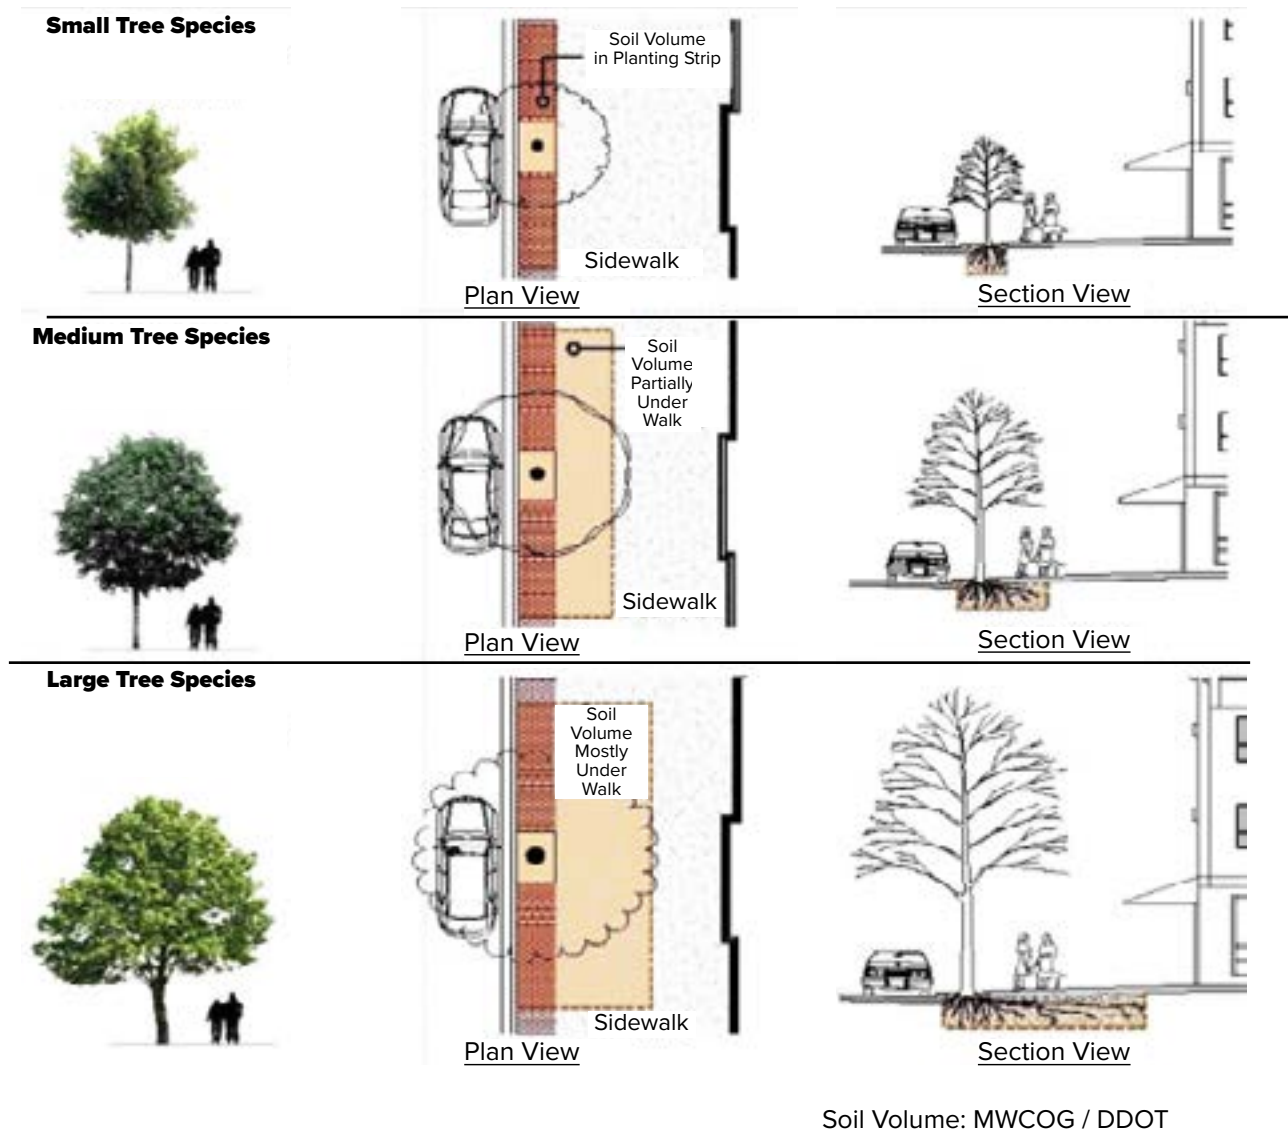 Small Tree Species
Soil Volume
in Planting Strip
Sidewalk
Plan View
Section View
Medium Tree Species
Soil
Volume
Partially
Under
Walk
Sidewalk
Plan View
Section View
Large Tree Species
Soil
Volume
Mostly
Under
Walk
Sidewalk
Plan View
Section View
Soil Volume: MWCOG / DDOT